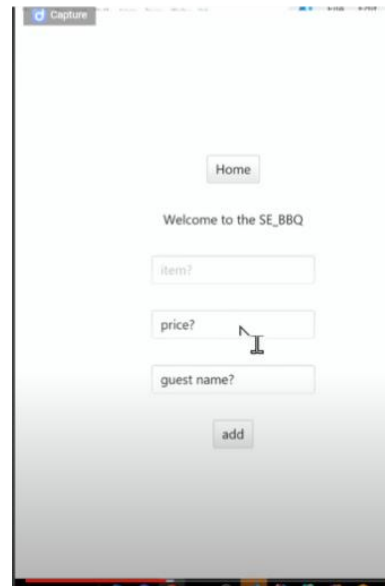 d Capture
Home
Welcome to the SE_BBQ
item?
price?
guest name?
add